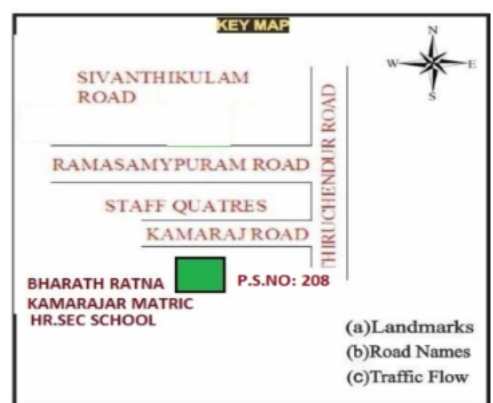 KEY MAP
N
W E
S
SIVANTHIKULAM
ROAD
THIRUCHENDUR ROAD
RAMASAMYPURAM ROAD
STAFF QUATRES
KAMARAJ ROAD
BHARATH RATNA
KAMARAJAR MATRIC
HR.SEC SCHOOL
P.S.NO: 208
(a)Landmarks
(b)Road Names
(c)Traffic Flow